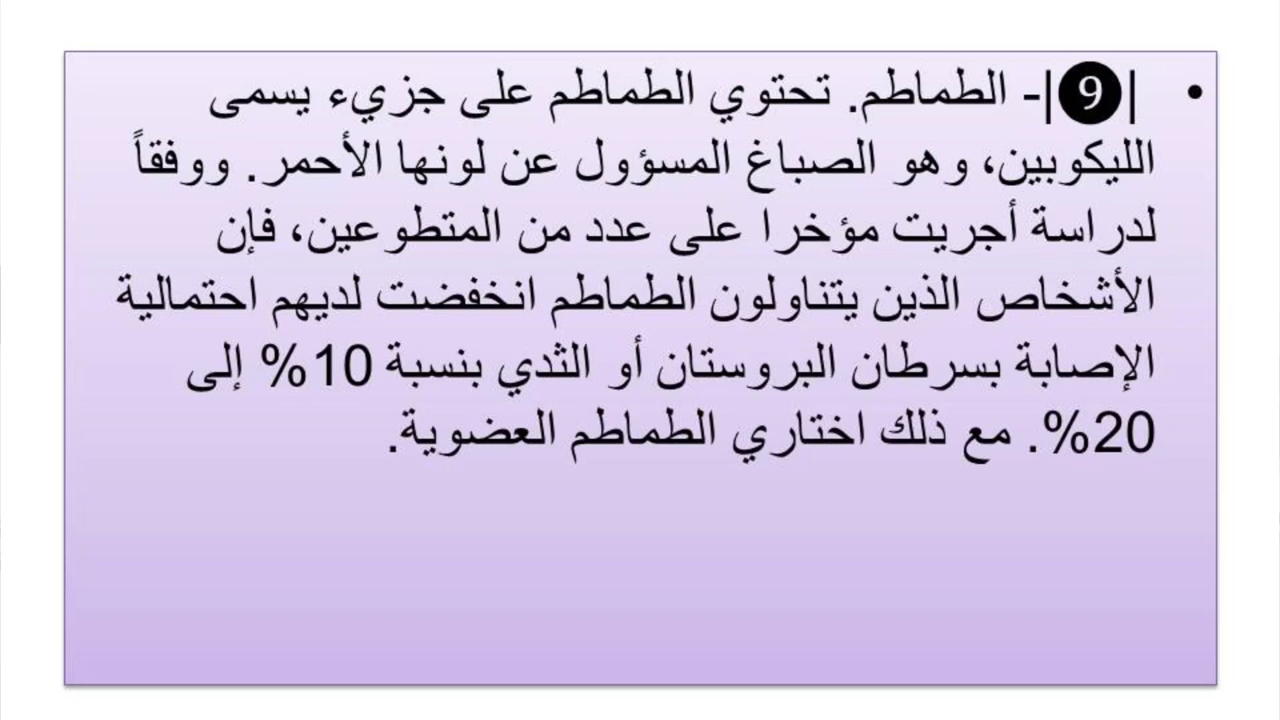 • |❾|- الطماطم. تحتوي الطماطم على جزيء يسمى
الليكوبين، وهو الصباغ المسؤول عن لونها الأحمر. ووفقاً
لدراسة أجريت مؤخرا على عدد من المتطوعين، فإن
الأشخاص الذين يتناولون الطماطم انخفضت لديهم احتمالية
الإصابة بسرطان البروستان أو الثدي بنسبة 10% إلى
20%. مع ذلك اختاري الطماطم العضوية.